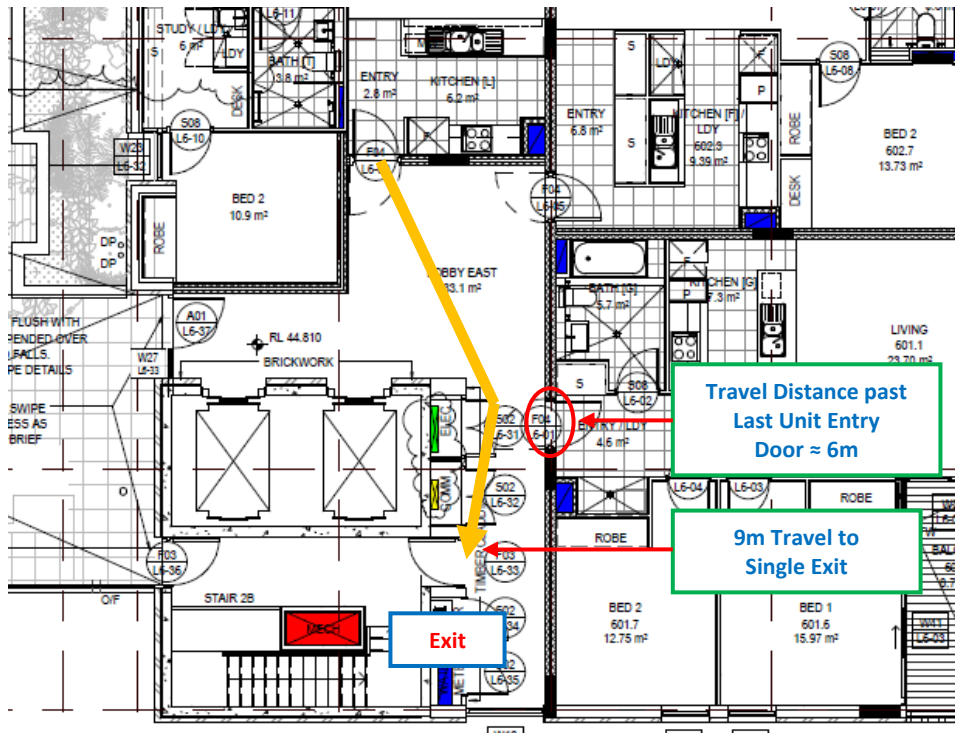 L6-11
STUDY / LDY
6 m²
LDY
S
BATH [T]
3.8 m²
DESK
ENTRY
2.8 m²
KITCHEN [L]
6.2 m²
S08
L6-10
W23
L6-32
F04
BED 2
10.9 m²
ROBE
DP
DP
ENTRY
6.8 m²
S
S
LDY
F
P
KITCHEN [F] /
LDY
602.3
9.39 m²
ROBE
DESK
S08
L6-08
BED 2
602.7
13.73 m²
F04
L6-05
LOBBY EAST
33.1 m²
A01
L6-37
RL 44.810
BRICKWORK
FLUSH WITH
PENDED OVER
FALLS.
PE DETAILS
W27
L6-33
SWIPE
ESS AS
BRIEF
BATH [G]
5.7 m²
F
P
KITCHEN [G]
7.3 m²
LIVING
601.1
23.70 m²
S
S08
L6-02
ELEC
COMM
S02
L6-31
F04
L6-01
ENTRY / LDY
4.6 m²
Travel Distance past
Last Unit Entry
Door ≈ 6m
S02
L6-32
L6-04
L6-03
ROBE
ROBE
9m Travel to
Single Exit
F03
L6-36
F03
L6-33
O/F
STAIR 2B
MECH
Exit
L6-35
BED 2
601.7
12.75 m²
BED 1
601.6
15.97 m²
W41
L6-03